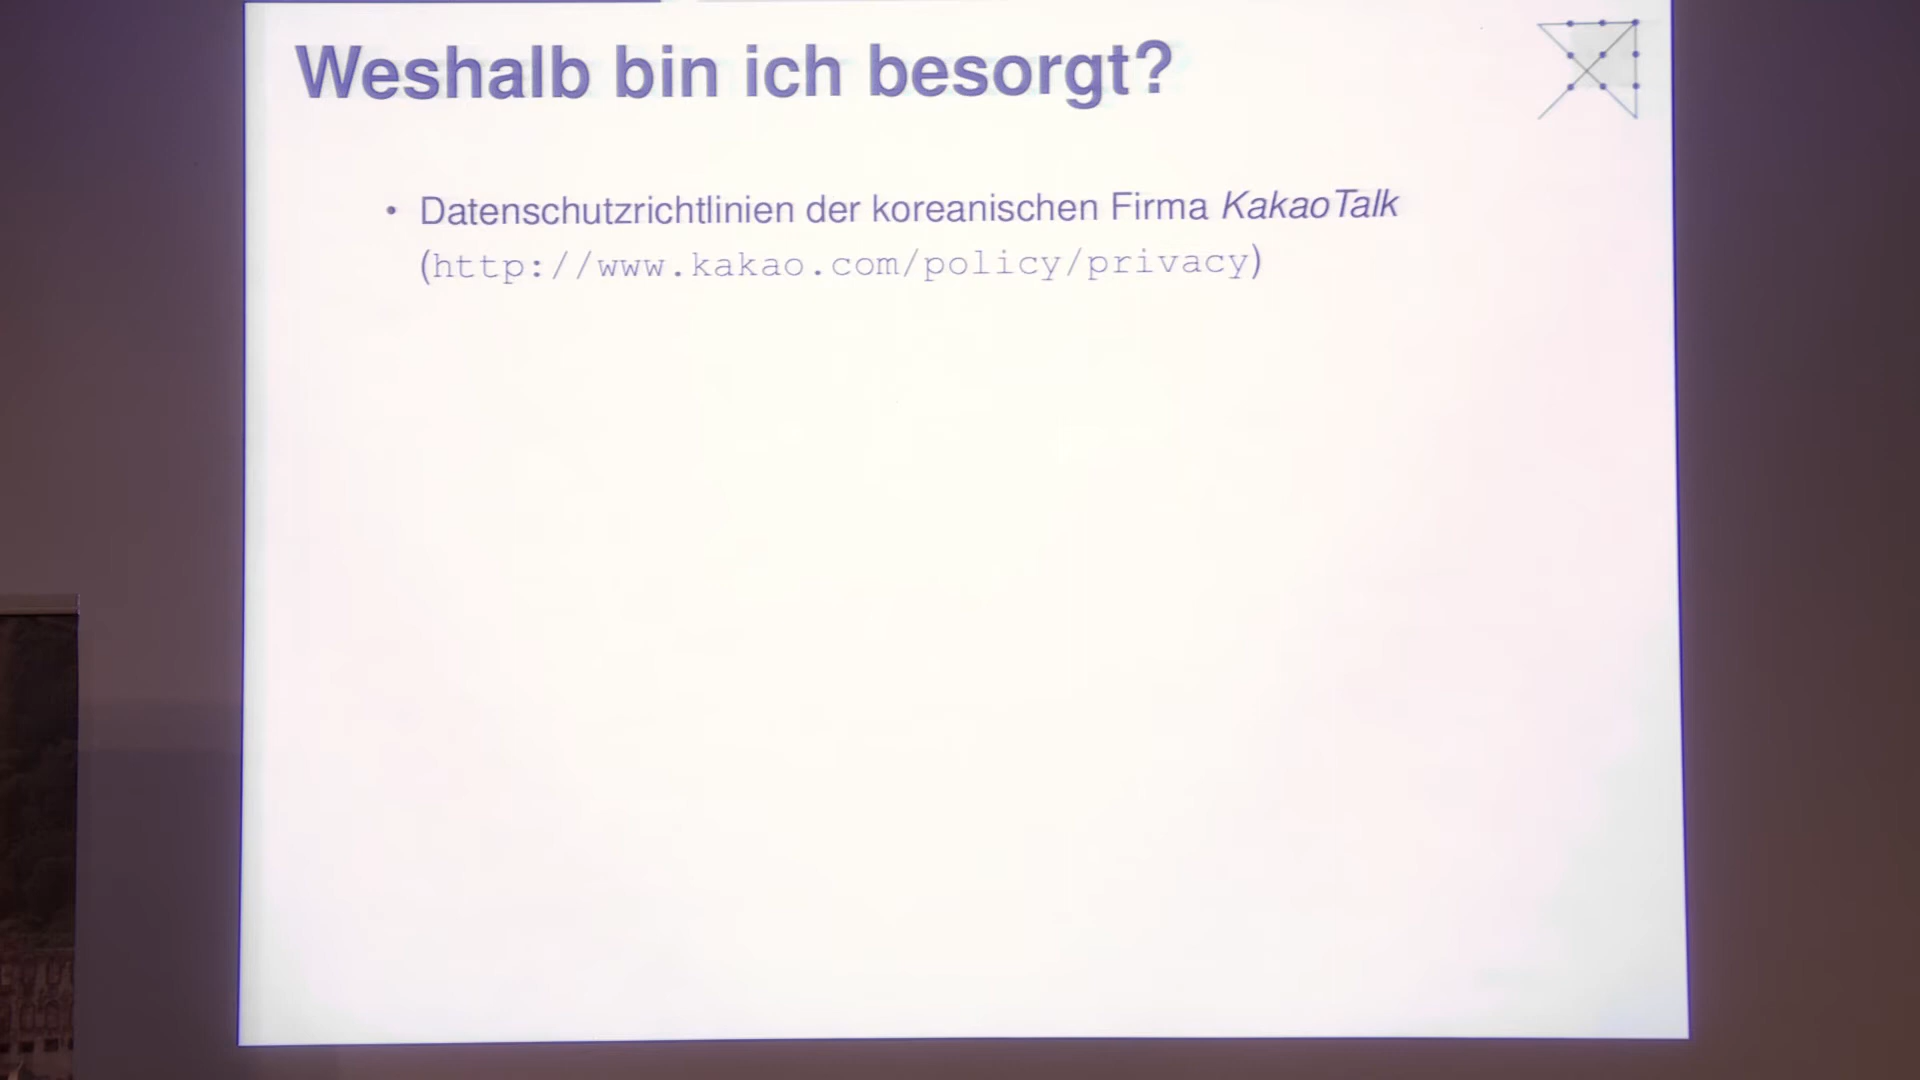 Weshalb bin ich besorgt?
• Datenschutzrichtlinien der koreanischen Firma KakaoTalk
(http://www.kakao.com/policy/privacy)